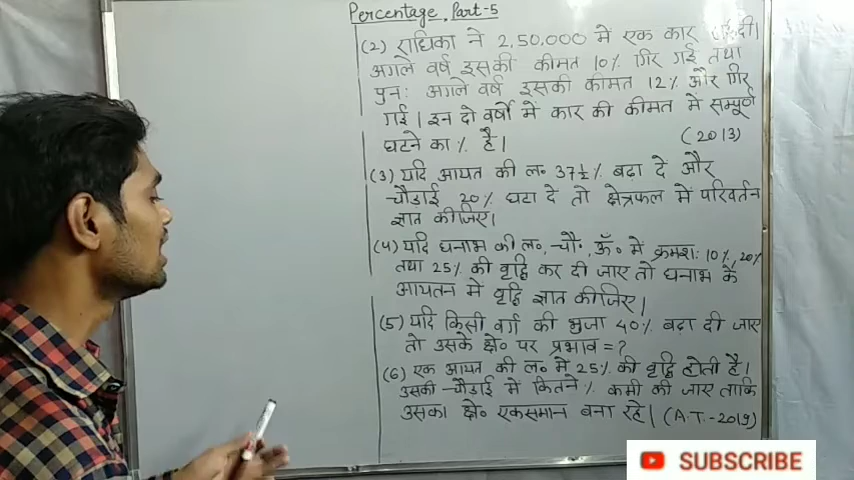 Percentage, Part-5
(2) राधिका ने 2,50,000 मे एक कार
अगले वर्ष इसकी कीमत 10% गिर गई तथा
पुनः अगले वर्ष इसकी कीमत 12% और गिर
गई। इन दो वर्षो मे कार की कीमत मे सम्पूर्ण
घटने का % है। (2013)
(3) यदि आयत की ल० 37½% बढ़ा दे और
चौडाई 20% घटा दे तो क्षेत्रफल में परिवर्तन
ज्ञात कीजिए।
(4) यदि घनाभ की ल०, चौ०, ऊँ० मे क्रमशः 10%, 20%
तथा 25% की वृद्धि कर दी जाए तो घनाभ के
आयतन मे वृद्धि ज्ञात कीजिए।
(5) यदि किसी वर्ग की भुजा 40% बढ़ा दी जाए
तो उसके क्षे० पर प्रभाव = ?
(6) एक आयत की ल० मे 25% की वृद्धि होती है।
उसकी चौडाई में कितने % कमी की जाए ताकि
उसका क्षे० एकसमान बना रहे। (A.T.-2019)
SUBSCRIBE